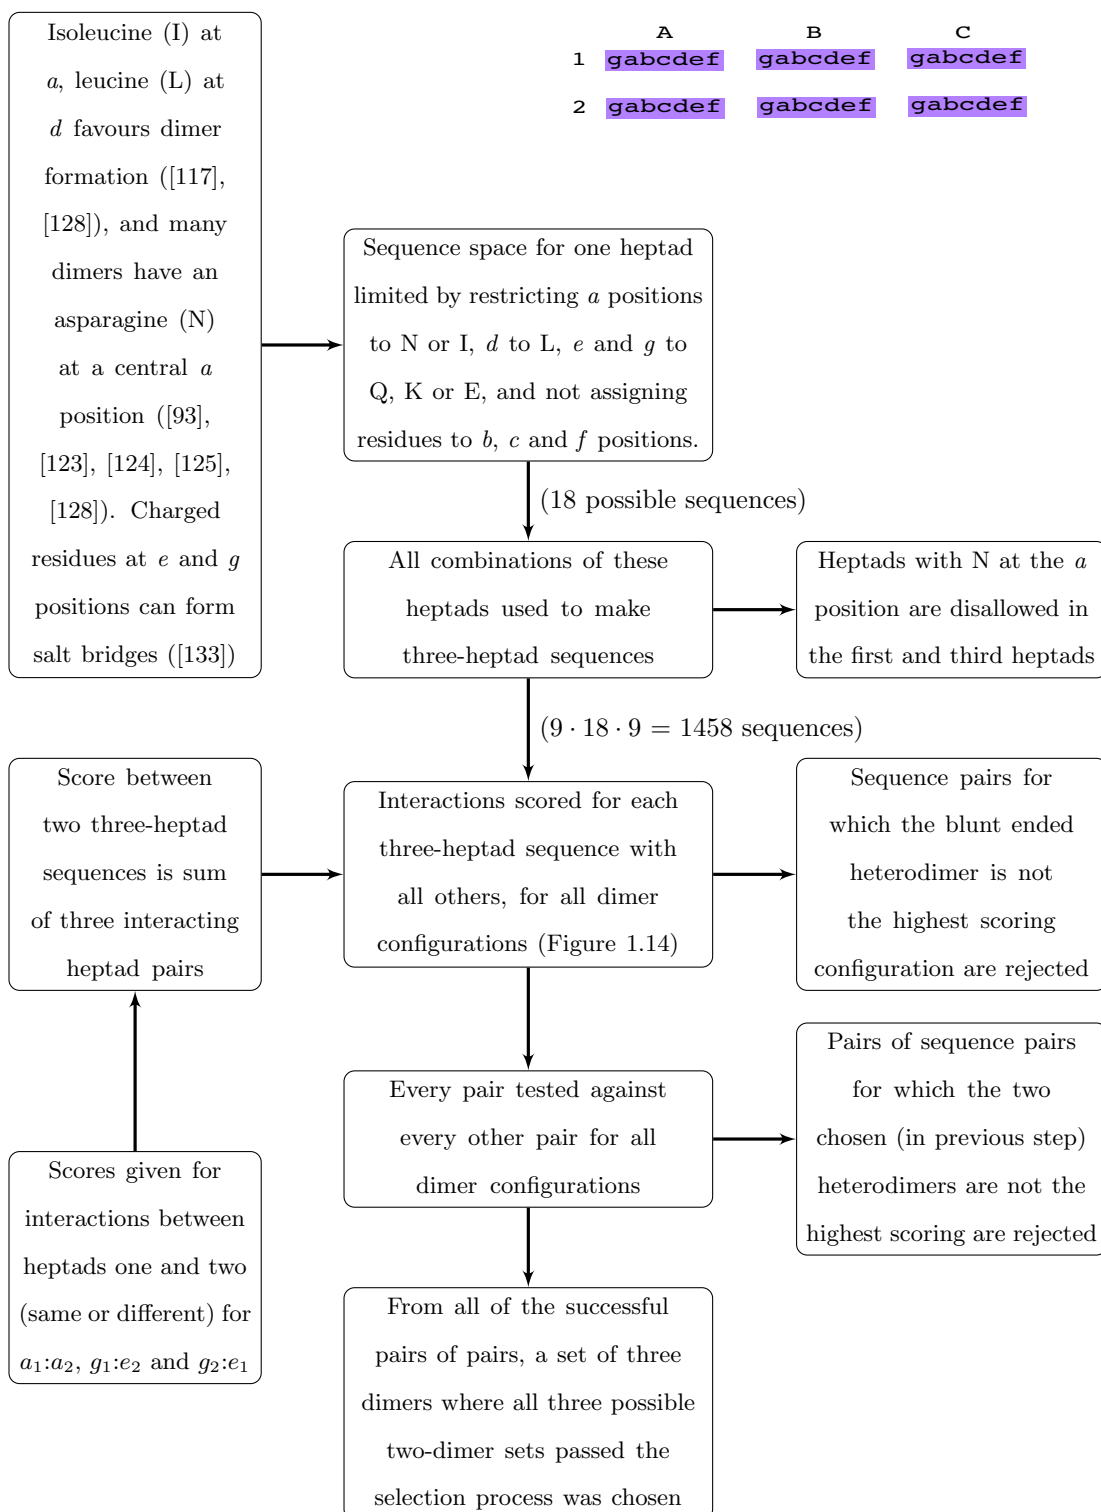 Isoleucine (I) at
a, leucine (L) at
d favours dimer
formation ([117],
[128]), and many
dimers have an
asparagine (N)
at a central a
position ([93],
[123], [124], [125],
[128]). Charged
residues at e and g
positions can form
salt bridges ([133])
A B C
1 gabcdef gabcdef gabcdef
2 gabcdef gabcdef gabcdef
Sequence space for one heptad
limited by restricting a positions
to N or I, d to L, e and g to
Q, K or E, and not assigning
residues to b, c and f positions.
(18 possible sequences)
All combinations of these
heptads used to make
three-heptad sequences
Heptads with N at the a
position are disallowed in
the first and third heptads
(9 · 18 · 9 = 1458 sequences)
Score between
two three-heptad
sequences is sum
of three interacting
heptad pairs
Interactions scored for each
three-heptad sequence with
all others, for all dimer
configurations (Figure 1.14)
Sequence pairs for
which the blunt ended
heterodimer is not
the highest scoring
configuration are rejected
Scores given for
interactions between
heptads one and two
(same or different) for
a₁:a₂, g₁:e₂ and g₂:e₁
Every pair tested against
every other pair for all
dimer configurations
Pairs of sequence pairs
for which the two
chosen (in previous step)
heterodimers are not the
highest scoring are rejected
From all of the successful
pairs of pairs, a set of three
dimers where all three possible
two-dimer sets passed the
selection process was chosen